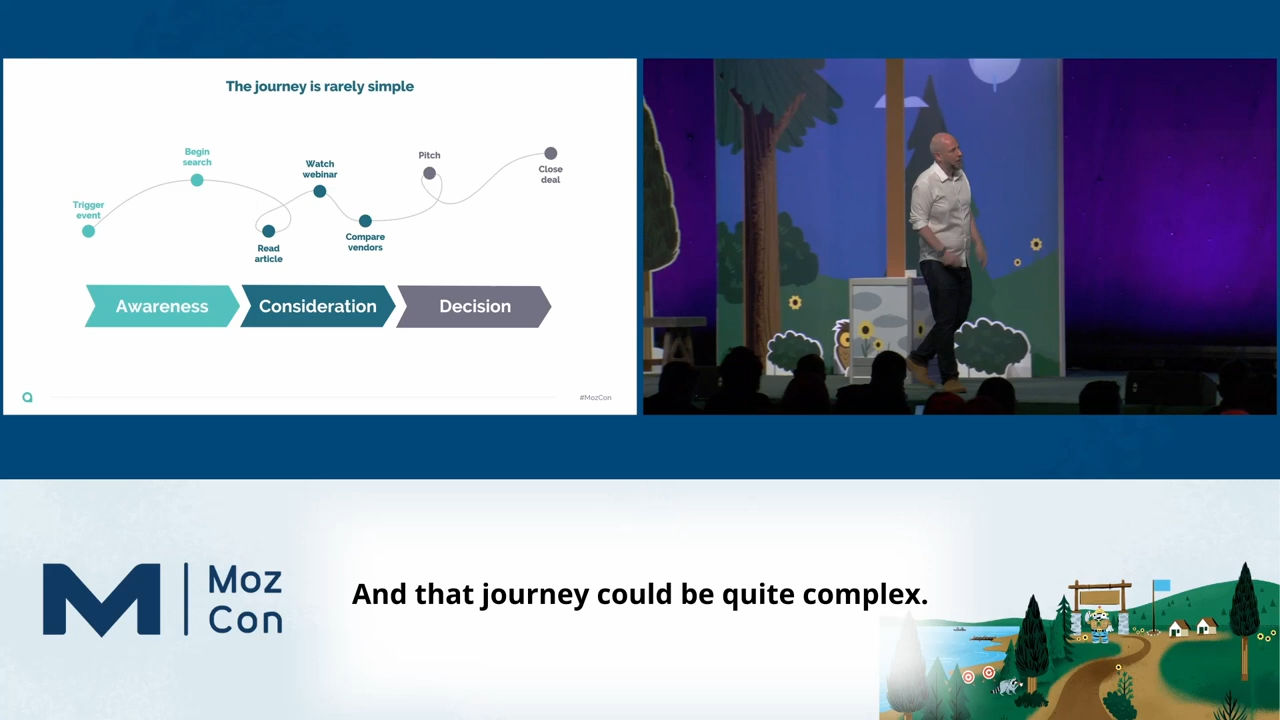 The journey is rarely simple
Trigger
event
Begin
search
Read
article
Watch
webinar
Compare
vendors
Pitch
Close
deal
Awareness
Consideration
Decision
#MozCon
Moz
Con
And that journey could be quite complex.